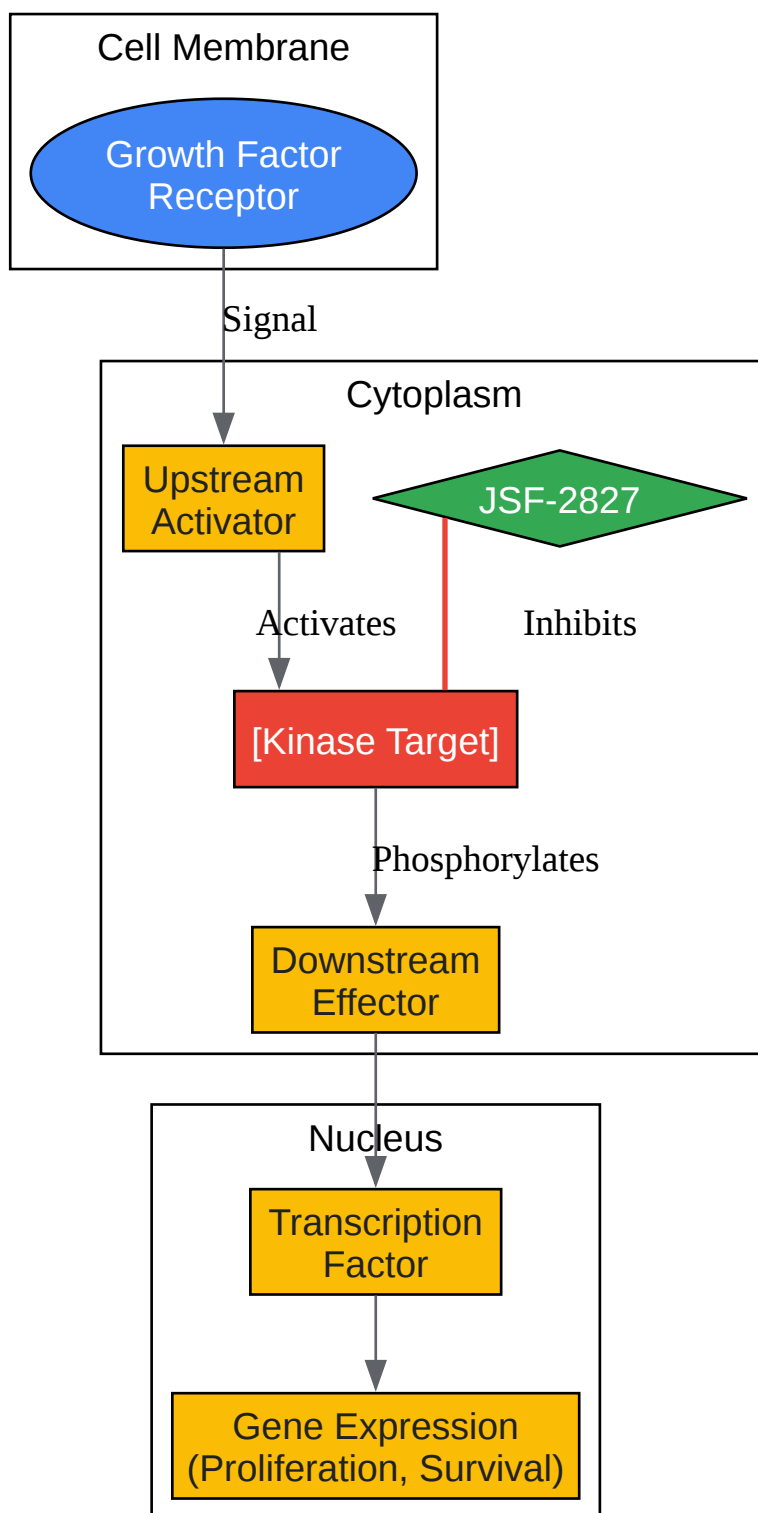 Cell Membrane
Growth Factor
Receptor
Signal
Cytoplasm
Upstream
Activator
JSF-2827
Activates
Inhibits
[Kinase Target]
Phosphorylates
Downstream
Effector
Nucleus
Transcription
Factor
Gene Expression
(Proliferation, Survival)